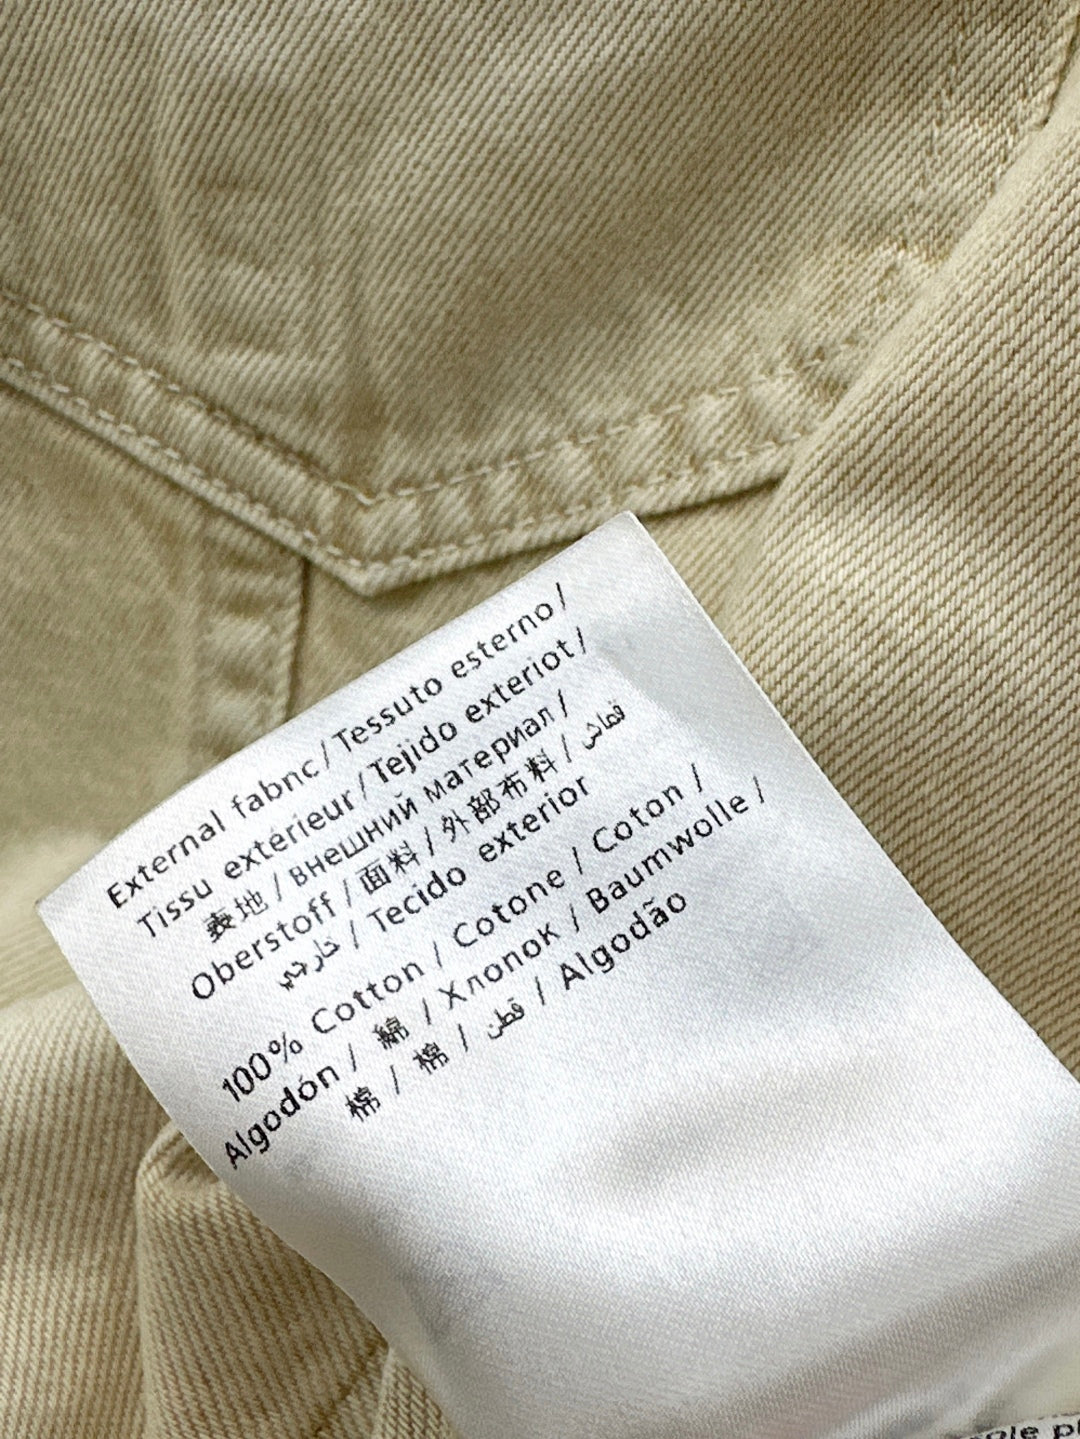 External fabric / Tessuto esterno /
Tissu extérieur / Tejido exteriot /
表地 / внешний материал /
Oberstoff / 面料 / 外部布料 / قماش
خارجي / Tecido exterior
100% Cotton / Cotone / Coton /
Algodón / 綿 / Хлопок / Baumwolle /
棉 / 棉 / قطن / Algodão